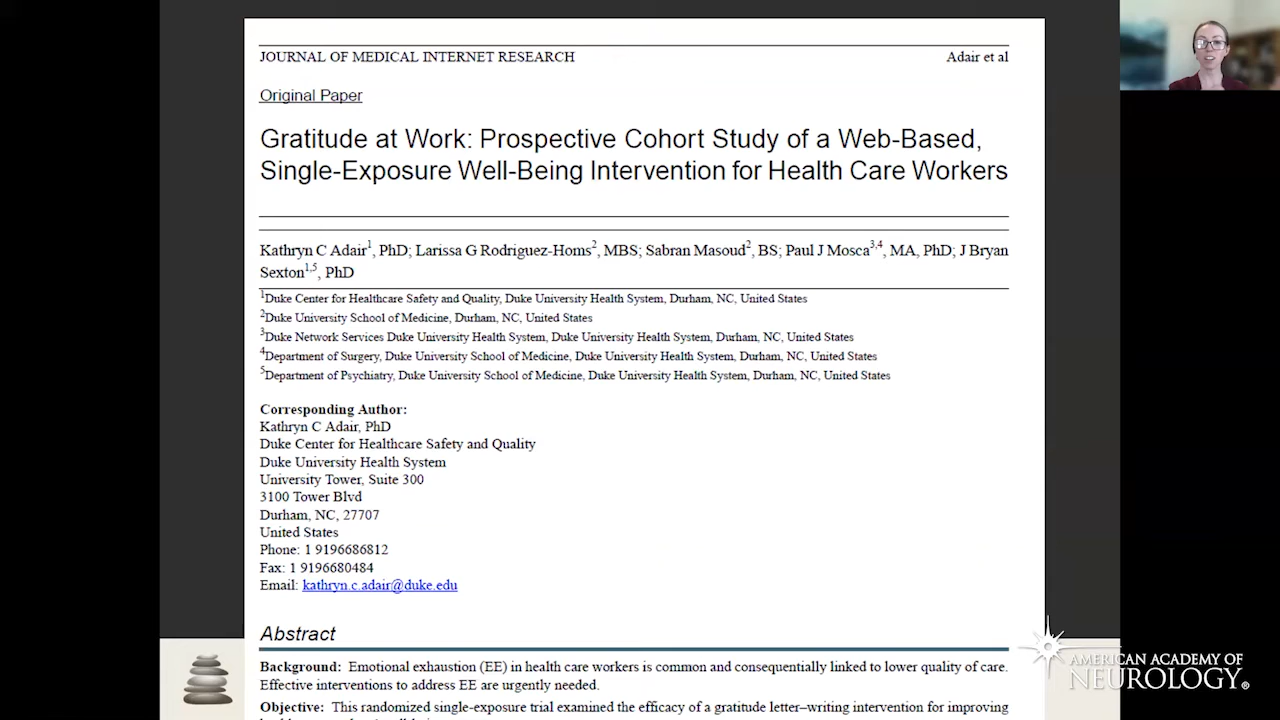 JOURNAL OF MEDICAL INTERNET RESEARCH Adair et al
Original Paper
Gratitude at Work: Prospective Cohort Study of a Web-Based,
Single-Exposure Well-Being Intervention for Health Care Workers
Kathryn C Adair1, PhD; Larissa G Rodriguez-Homs2, MBS; Sabran Masoud2, BS; Paul J Mosca3,4, MA, PhD; J Bryan
Sexton1,5, PhD
1Duke Center for Healthcare Safety and Quality, Duke University Health System, Durham, NC, United States
2Duke University School of Medicine, Durham, NC, United States
3Duke Network Services Duke University Health System, Duke University Health System, Durham, NC, United States
4Department of Surgery, Duke University School of Medicine, Duke University Health System, Durham, NC, United States
5Department of Psychiatry, Duke University School of Medicine, Duke University Health System, Durham, NC, United States
Corresponding Author:
Kathryn C Adair, PhD
Duke Center for Healthcare Safety and Quality
Duke University Health System
University Tower, Suite 300
3100 Tower Blvd
Durham, NC, 27707
United States
Phone: 1 9196686812
Fax: 1 9196680484
Email: kathryn.c.adair@duke.edu
Abstract
Background: Emotional exhaustion (EE) in health care workers is common and consequentially linked to lower quality of care.
Effective interventions to address EE are urgently needed.
Objective: This randomized single-exposure trial examined the efficacy of a gratitude letter–writing intervention for improving
AMERICAN ACADEMY OF
NEUROLOGY®